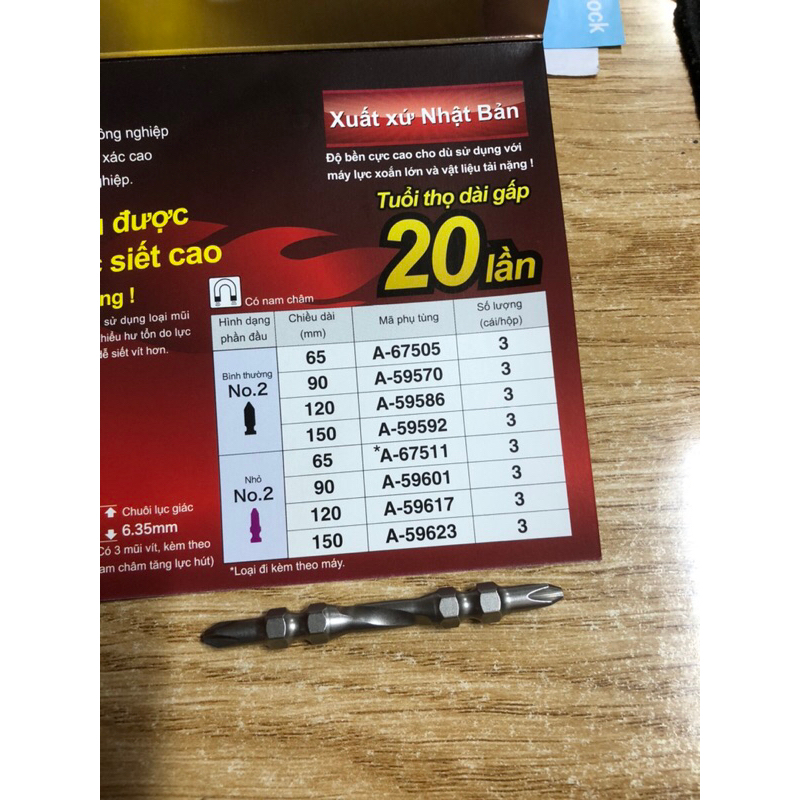 ock
Xuất xứ Nhật Bản
Độ bền cực cao cho dù sử dụng với
máy lực xoắn lớn và vật liệu tải nặng !
Tuổi thọ dài gấp
20 lần
ông nghiệp
xác cao
ghiệp.
được
siết cao
ng !
sử dụng loại mũi
hiểu hư tổn do lực
siết vít hơn.
Có nam châm
Hình dạng phần đầu Chiều dài (mm) Mã phụ tùng Số lượng (cái/hộp)
Bình thường
No.2
65 A-67505 3
90 A-59570 3
120 A-59586 3
150 A-59592 3
Nhỏ
No.2
65 *A-67511 3
90 A-59601 3
120 A-59617 3
150 A-59623 3
*Loại đi kèm theo máy.
Chuôi lục giác
6.35mm
Có 3 mũi vít, kèm theo
am châm tăng lực hút)